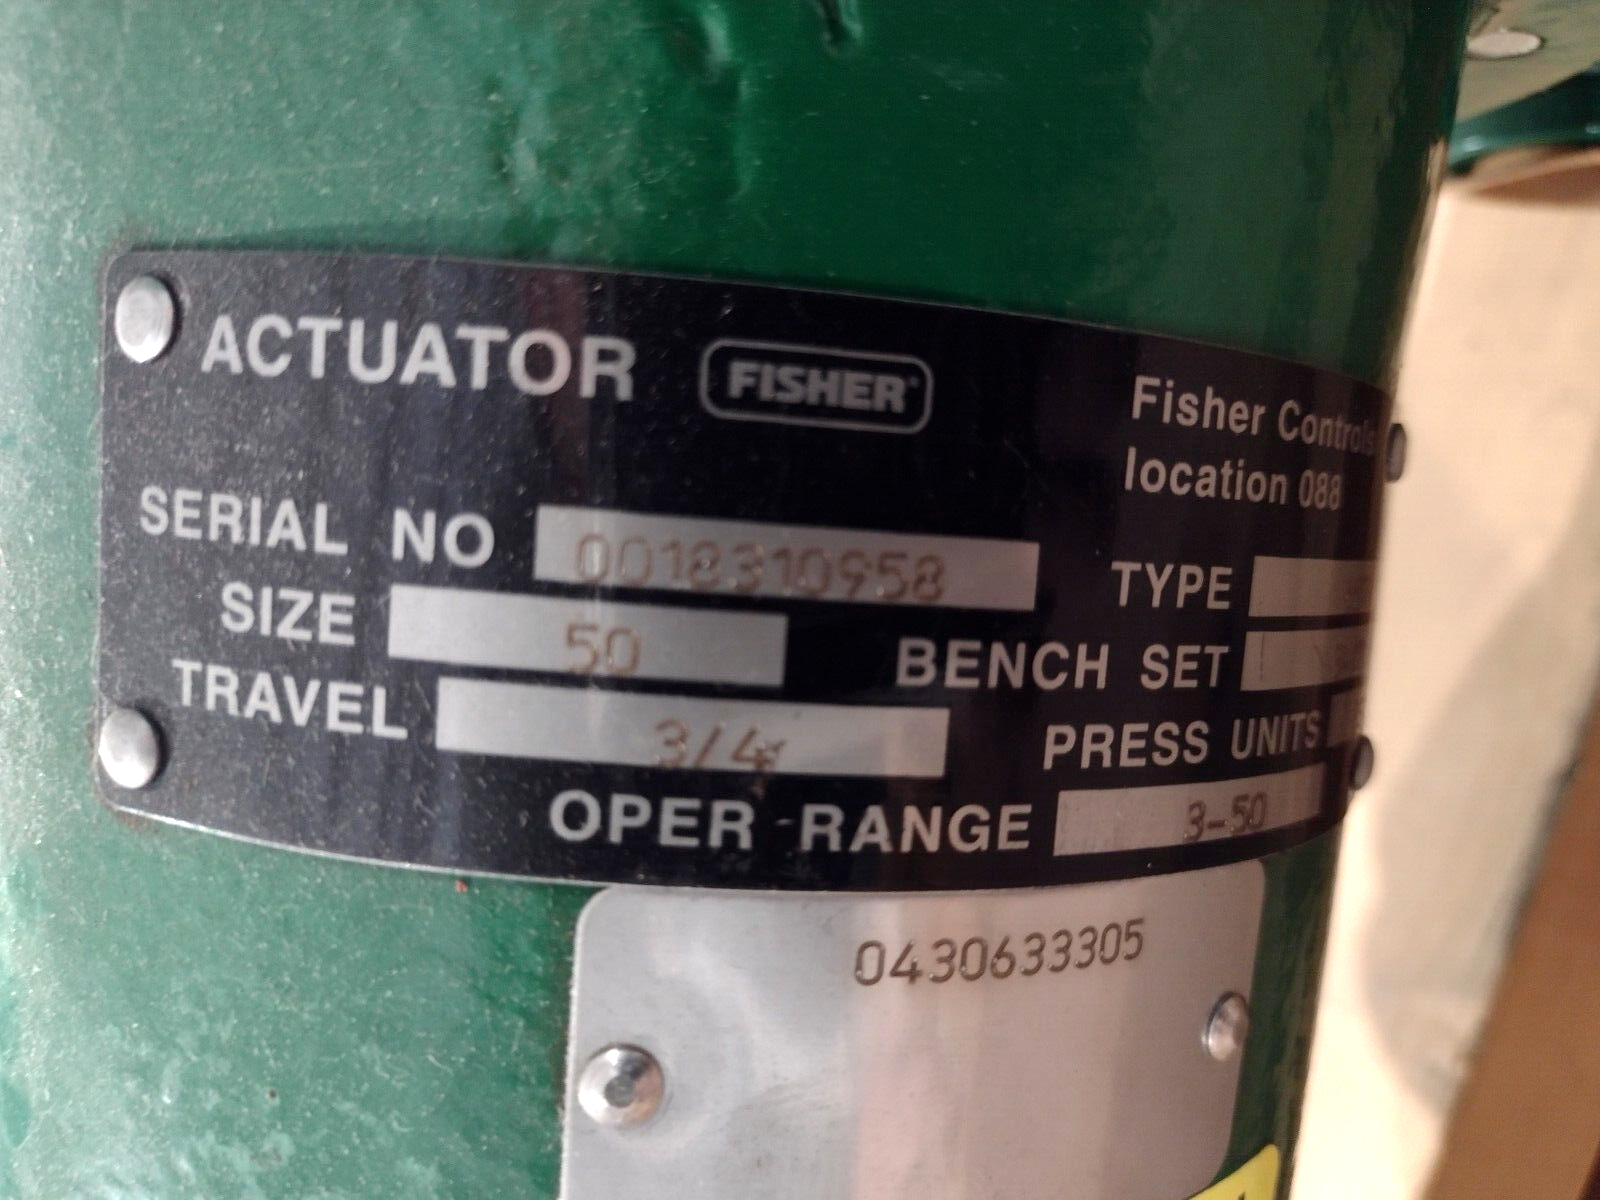 ACTUATOR FISHER
Fisher Controls
location 088
SERIAL NO 0018310958
TYPE
SIZE 50
BENCH SET
TRAVEL 3/4
PRESS UNITS
OPER RANGE 3-50
0430633305